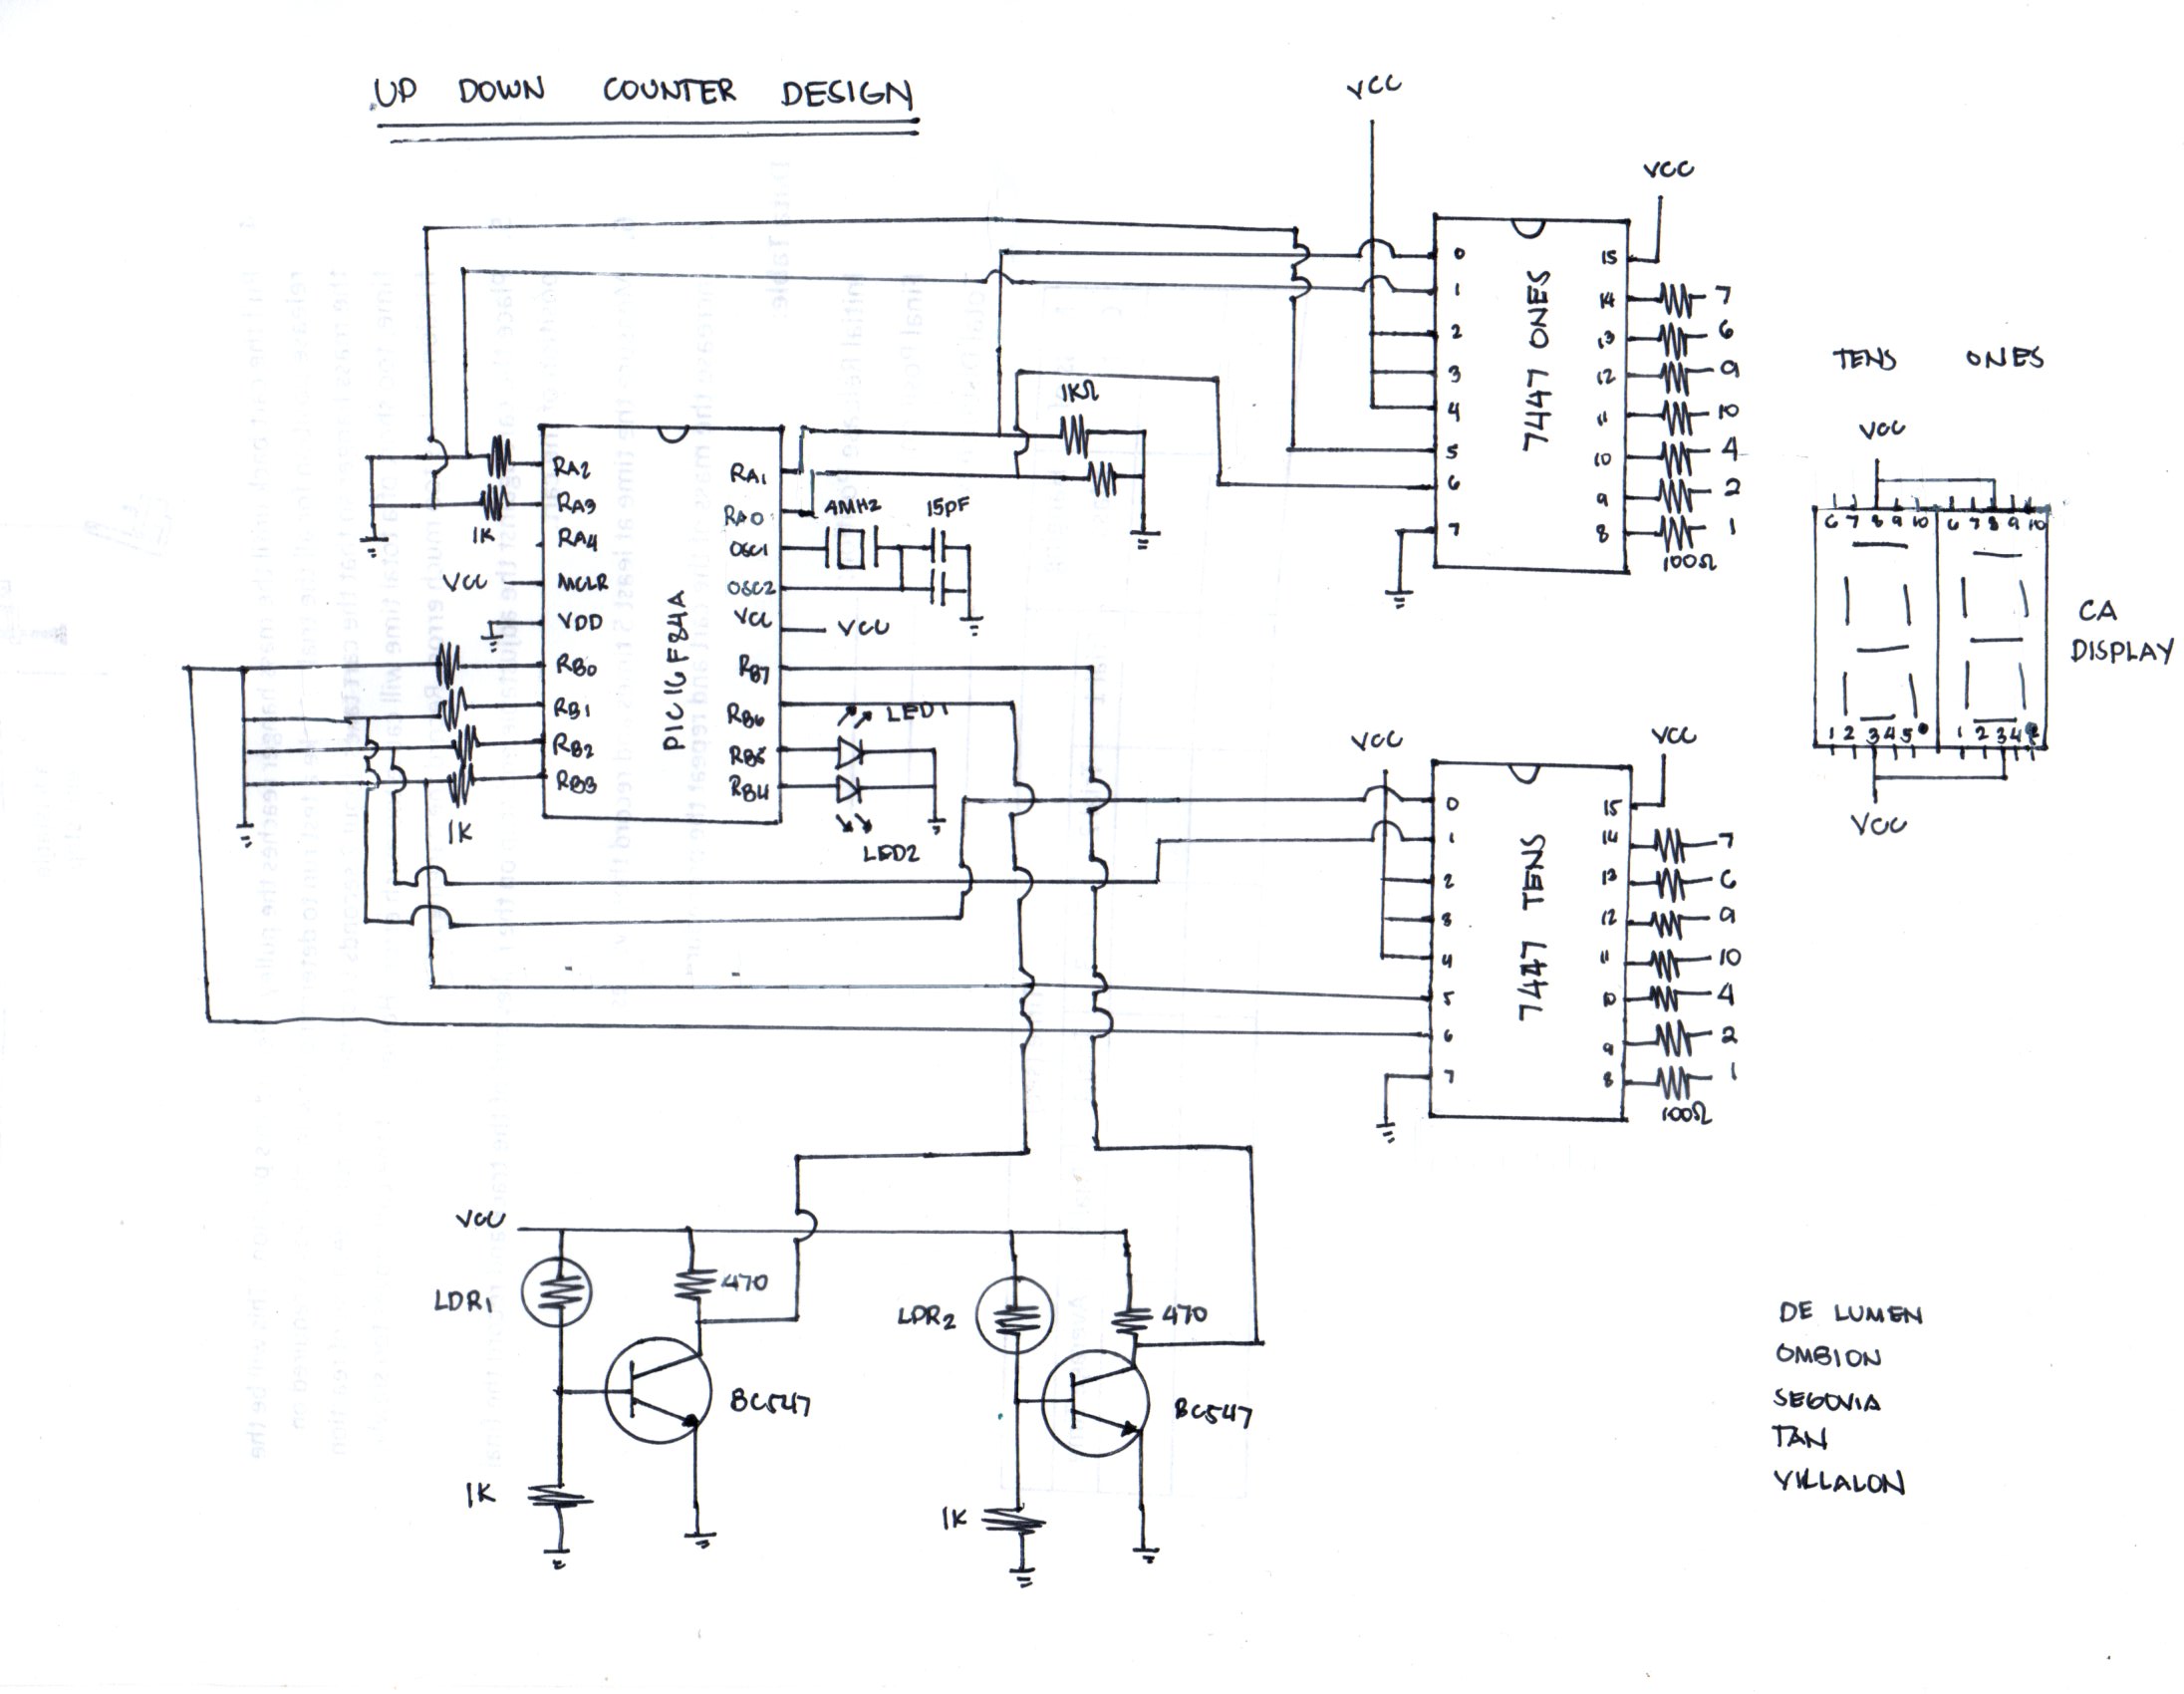 UP DOWN COUNTER DESIGN
VCC
VCC
7447 ONES
0
1
2
3
4
5
6
7
15
14
13
12
11
10
9
8
7
6
9
10
4
2
1
100Ω
TENS ONES
VCC
6 7 8 9 10 6 7 8 9 10
1 2 3 4 5 1 2 3 4
VCC
CA
DISPLAY
1KΩ
1K
VCC
PIC 16 F84A
RA2
RA3
RA4
MCLR
VDD
RB0
RB1
RB2
RB3
RA1
RA0
OSC1
OSC2
VCC
RB7
RB6
RB5
RB4
4MHZ
15pF
VCC
LED1
LED2
1K
VCC
VCC
7447 TENS
0
1
2
3
4
5
6
7
15
14
13
12
11
10
9
8
7
6
9
10
4
2
1
100Ω
VCC
LDR1
470
BC547
1K
LDR2
470
BC547
1K
DE LUMEN
OMBION
SEGOVIA
TAN
VILLALON